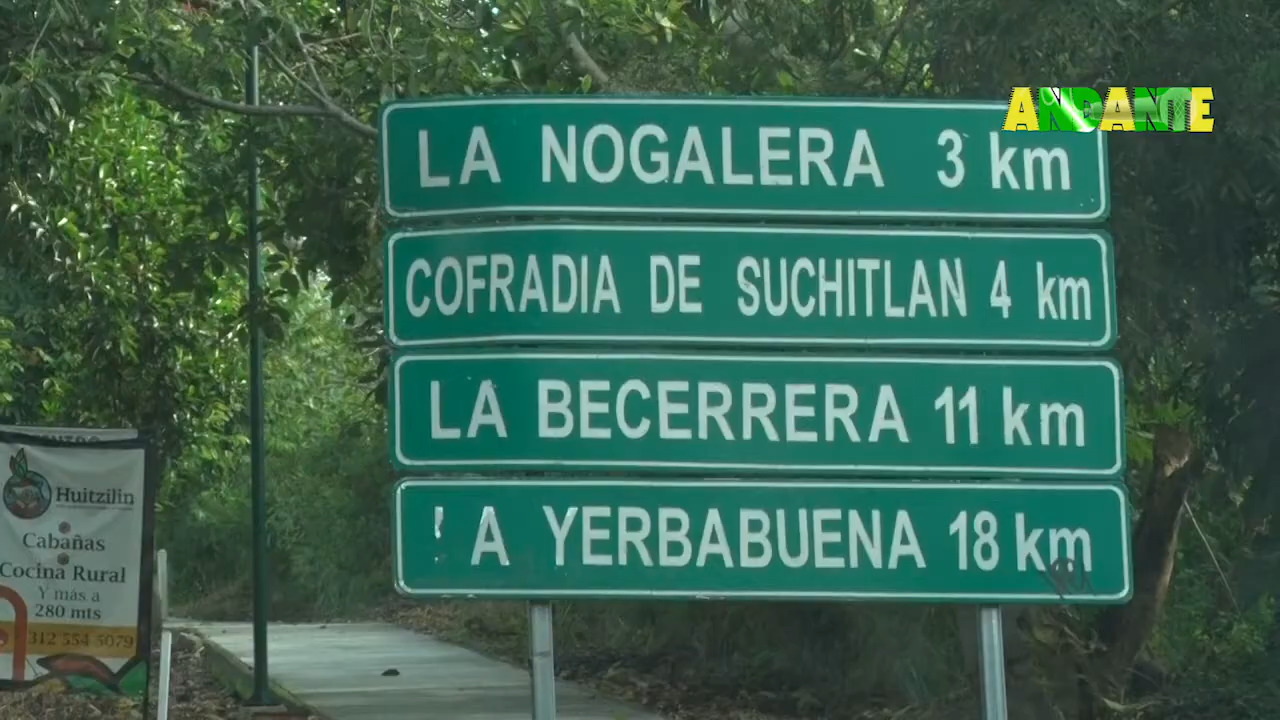 ANDANTE
LA NOGALERA 3 km
COFRADIA DE SUCHITLAN 4 km
LA BECERRERA 11 km
A YERBABUENA 18 km
Huitzilin
Cabañas
Cocina Rural
Y más a
280 mts
312 554 5079